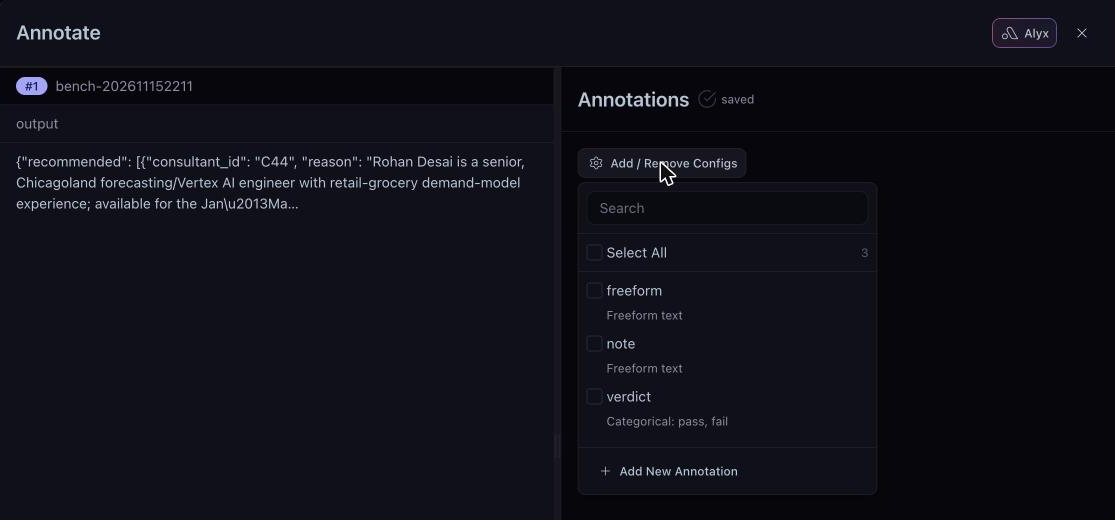 Annotate
Alyx
#1 bench-202611152211
output
{"recommended": [{"consultant_id": "C44", "reason": "Rohan Desai is a senior,
Chicagoland forecasting/Vertex AI engineer with retail-grocery demand-model
experience; available for the Jan\u2013Ma...
Annotations saved
Add / Remove Configs
Search
Select All 3
freeform
Freeform text
note
Freeform text
verdict
Categorical: pass, fail
+ Add New Annotation